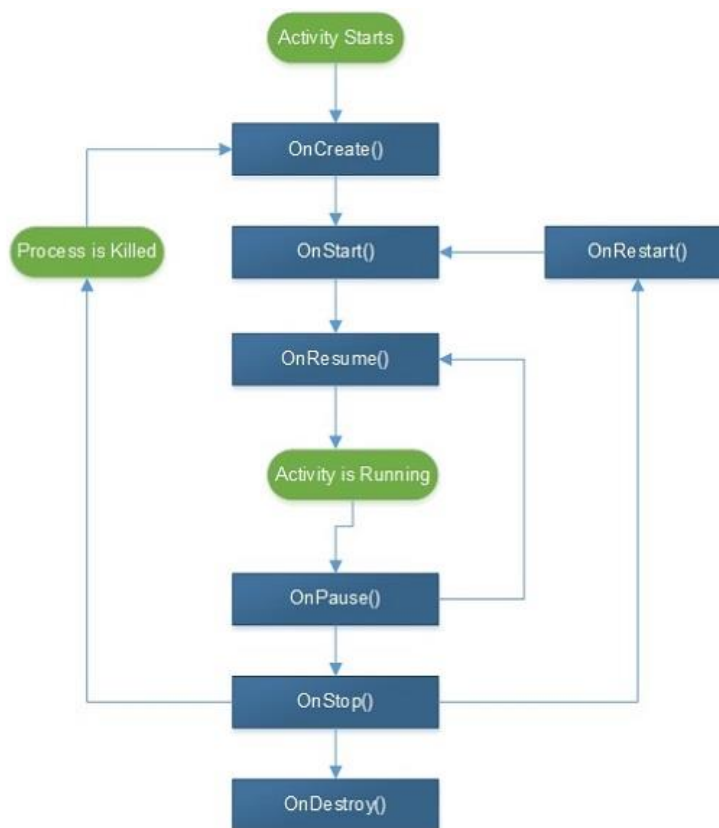 Activity Starts
OnCreate()
Process is Killed
OnStart()
OnRestart()
OnResume()
Activity is Running
OnPause()
OnStop()
OnDestroy()